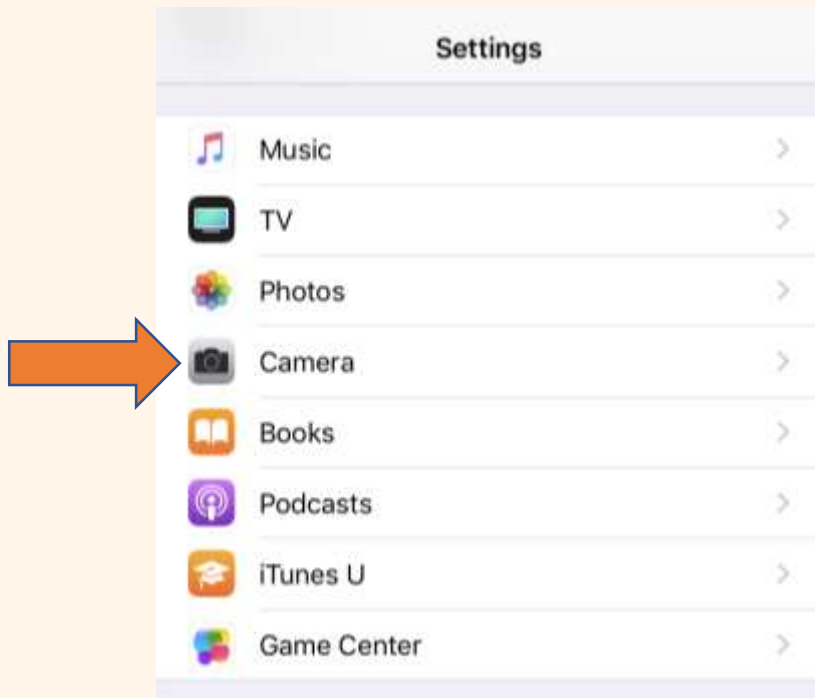 Settings
Music
TV
Photos
Camera
Books
Podcasts
iTunes U
Game Center